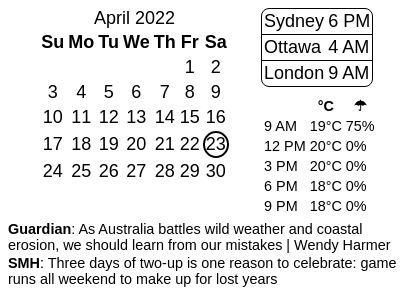 April 2022
Su Mo Tu We Th Fr Sa
1 2
3 4 5 6 7 8 9
10 11 12 13 14 15 16
17 18 19 20 21 22 23
24 25 26 27 28 29 30
Sydney 6 PM
Ottawa 4 AM
London 9 AM
°C ☂
9 AM 19°C 75%
12 PM 20°C 0%
3 PM 20°C 0%
6 PM 18°C 0%
9 PM 18°C 0%
Guardian: As Australia battles wild weather and coastal
erosion, we should learn from our mistakes | Wendy Harmer
SMH: Three days of two-up is one reason to celebrate: game
runs all weekend to make up for lost years